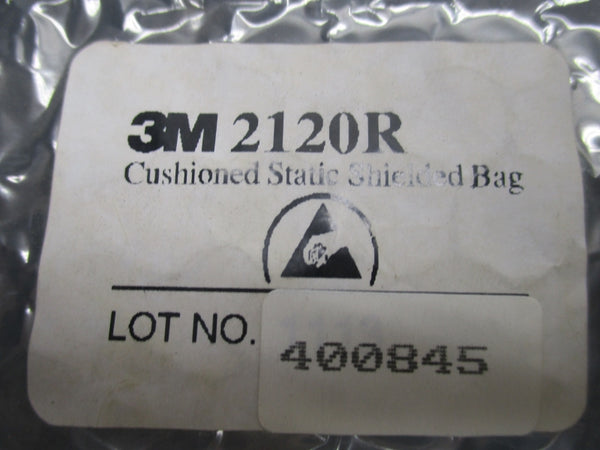 3M 2120R
Cushioned Static Shielded Bag
LOT NO. 400845